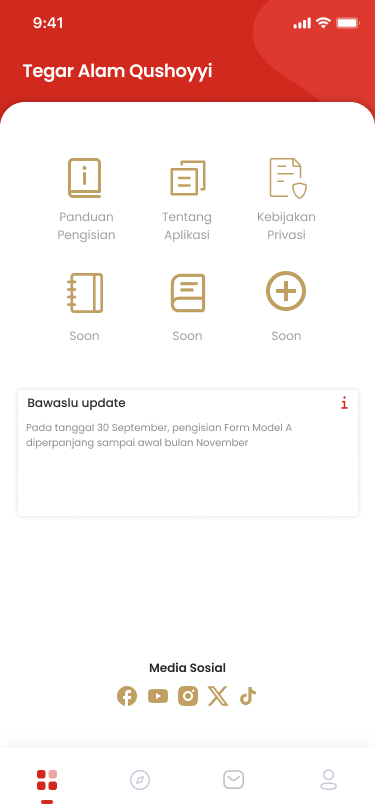 9:41
Tegar Alam Qushoyyi
Panduan
Pengisian
Tentang
Aplikasi
Kebijakan
Privasi
Soon
Soon
Soon
Bawaslu update
Pada tanggal 30 September, pengisian Form Model A
diperpanjang sampai awal bulan November
Media Sosial